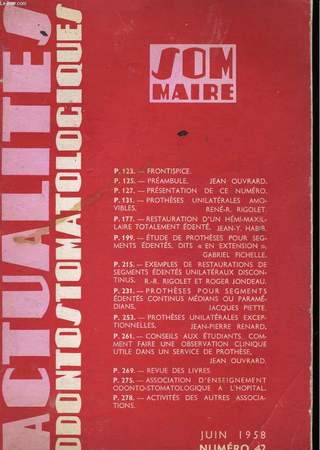 ACTUALITÉS
ODONTOSTOMATOLOGIQUES
SOM
MAIRE
P. 123. — FRONTISPICE.
P. 125. — PRÉAMBULE. JEAN OUVRARD.
P. 127. — PRÉSENTATION DE CE NUMÉRO.
P. 131. — PROTHÈSES UNILATÉRALES AMO-
VIBLES. RENÉ-R. RIGOLET.
P. 177. — RESTAURATION D'UN HÉMI-MAXIL-
LAIRE TOTALEMENT ÉDENTÉ. JEAN-Y. HABIB.
P. 199. — ÉTUDE DE PROTHÈSES POUR SEG-
MENTS ÉDENTÉS, DITS « EN EXTENSION ».
GABRIEL FICHELLE.
P. 215. — EXEMPLES DE RESTAURATIONS DE
SEGMENTS ÉDENTÉS UNILATÉRAUX DISCON-
TINUS. R.-R. RIGOLET ET ROGER JONDEAU.
P. 231. — PROTHÈSES POUR SEGMENTS
ÉDENTÉS CONTINUS MÉDIANS OU PARAMÉ-
DIANS. JACQUES PIETTE.
P. 253. — PROTHÈSES UNILATÉRALES EXCEP-
TIONNELLES. JEAN-PIERRE RENARD.
P. 261. — CONSEILS AUX ÉTUDIANTS. COM-
MENT FAIRE UNE OBSERVATION CLINIQUE
UTILE DANS UN SERVICE DE PROTHÈSE.
JEAN OUVRARD.
P. 269. — REVUE DES LIVRES.
P. 275. — ASSOCIATION D'ENSEIGNEMENT
ODONTO-STOMATOLOGIQUE A L'HOPITAL.
P. 278. — ACTIVITÉS DES AUTRES ASSOCIA-
TIONS.
JUIN 1958
NUMÉRO 42